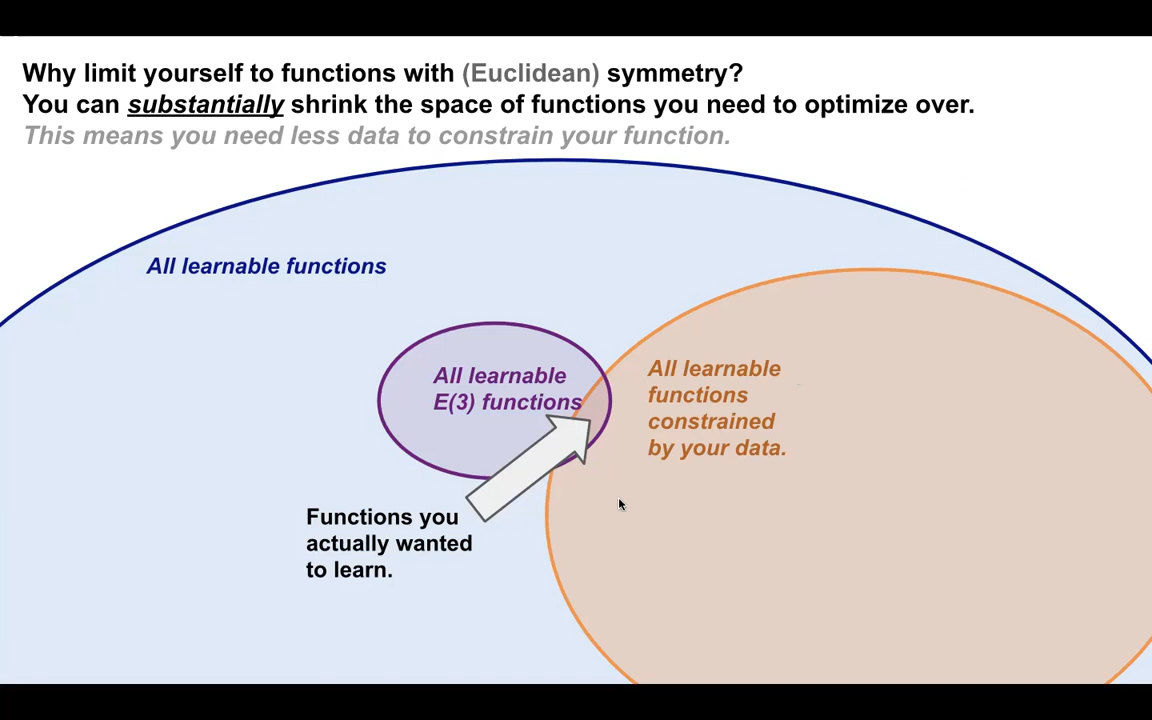 Why limit yourself to functions with (Euclidean) symmetry?
You can substantially shrink the space of functions you need to optimize over.
This means you need less data to constrain your function.
All learnable functions
All learnable
E(3) functions
All learnable
functions
constrained
by your data.
Functions you
actually wanted
to learn.